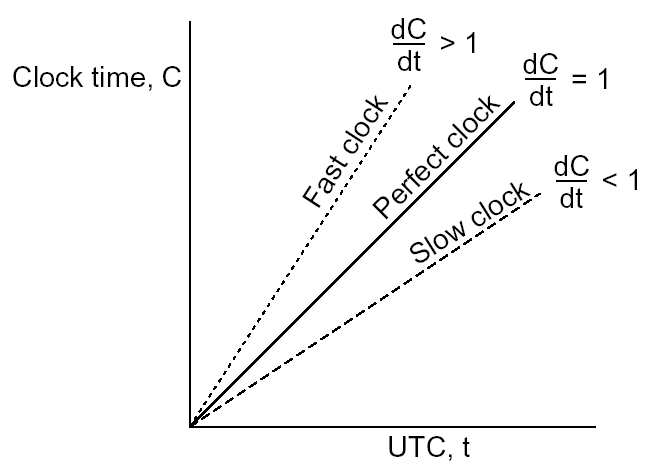 dC/dt > 1
Clock time, C
dC/dt = 1
Fast clock
Perfect clock
dC/dt < 1
Slow clock
UTC, t